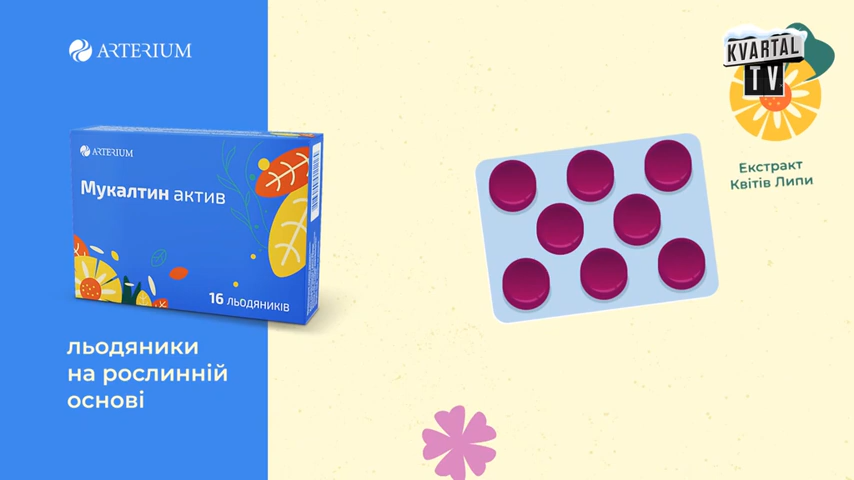 ARTERIUM
ARTERIUM
Мукалтин актив
16 льодяників
льодяники
на рослинній
основі
KVARTAL
TV
Екстракт
Квітів Липи